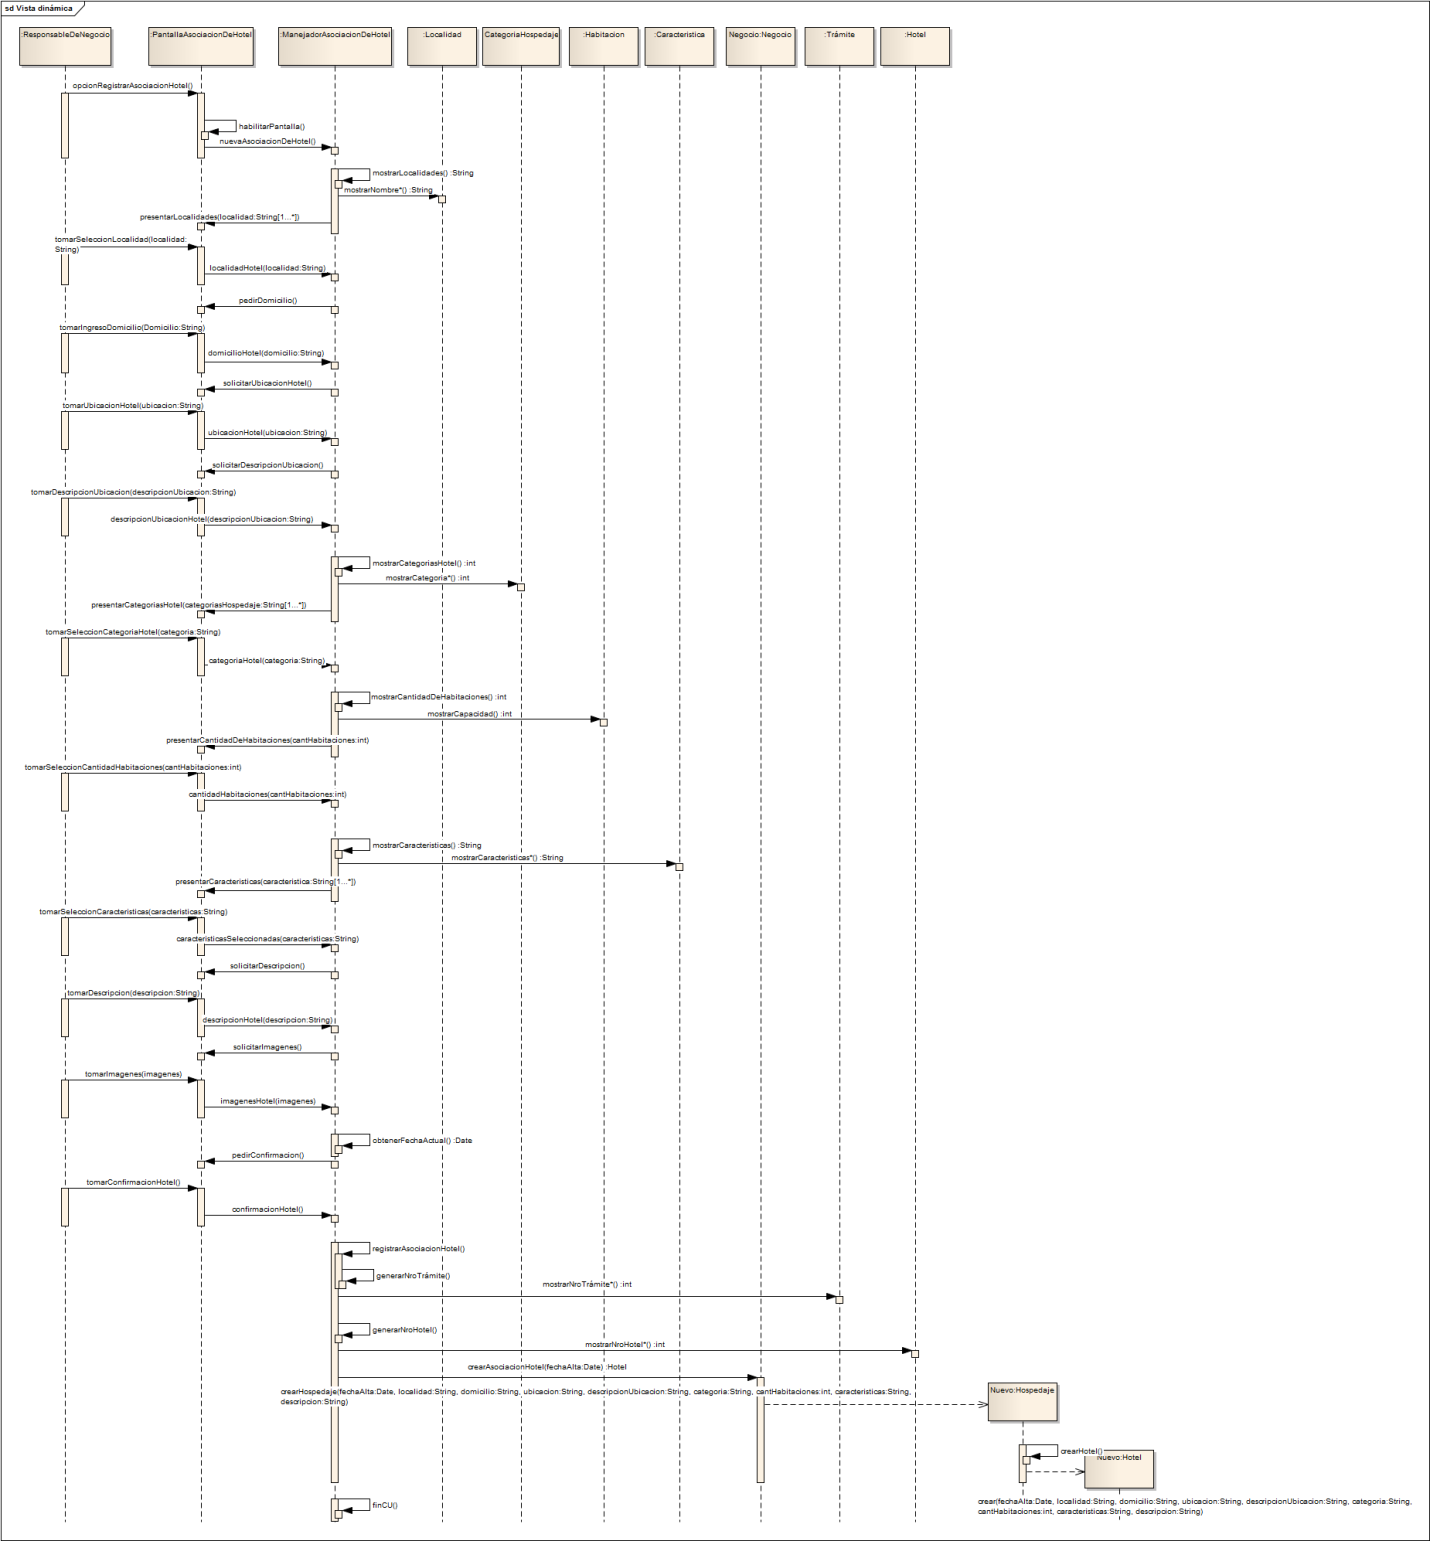 sd Vista dinámica
:ResponsableDeNegocio
:PantallaAsociacionDeHotel
:ManejadorAsociacionDeHotel
:Localidad
CategoriaHospedaje
:Habitacion
:Caracteristica
Negocio:Negocio
:Trámite
:Hotel
opcionRegistrarAsociacionHotel()
habilitarPantalla()
nuevaAsociacionDeHotel()
mostrarLocalidades() :String
mostrarNombre*() :String
presentarLocalidades(localidad:String[1...*])
tomarSeleccionLocalidad(localidad:
String)
localidadHotel(localidad:String)
pedirDomicilio()
tomarIngresoDomicilio(Domicilio:String)
domicilioHotel(domicilio:String)
solicitarUbicacionHotel()
tomarUbicacionHotel(ubicacion:String)
ubicacionHotel(ubicacion:String)
solicitarDescripcionUbicacion()
tomarDescripcionUbicacion(descripcionUbicacion:String)
descripcionUbicacionHotel(descripcionUbicacion:String)
mostrarCategoriasHotel() :int
mostrarCategoria*() :int
presentarCategoriasHotel(categoriasHospedaje:String[1...*])
tomarSeleccionCategoriaHotel(categoria:String)
categoriaHotel(categoria:String)
mostrarCantidadDeHabitaciones() :int
mostrarCapacidad() :int
presentarCantidadDeHabitaciones(cantHabitaciones:int)
tomarSeleccionCantidadHabitaciones(cantHabitaciones:int)
cantidadHabitaciones(cantHabitaciones:int)
mostrarCaracteristicas() :String
mostrarCaracteristicas*() :String
presentarCaracteristicas(caracteristica:String[1...*])
tomarSeleccionCaracteristicas(caracteristicas:String)
caracteristicasSeleccionadas(caracteristicas:String)
solicitarDescripcion()
tomarDescripcion(descripcion:String)
descripcionHotel(descripcion:String)
solicitarImagenes()
tomarImagenes(imagenes)
imagenesHotel(imagenes)
obtenerFechaActual() :Date
pedirConfirmacion()
tomarConfirmacionHotel()
confirmacionHotel()
registrarAsociacionHotel()
generarNroTrámite()
mostrarNroTrámite*() :int
generarNroHotel()
mostrarNroHotel*() :int
crearAsociacionHotel(fechaAlta:Date) :Hotel
crearHospedaje(fechaAlta:Date, localidad:String, domicilio:String, ubicacion:String, descripcionUbicacion:String, categoria:String, cantHabitaciones:int, caracteristicas:String,
descripcion:String)
Nuevo:Hospedaje
crearHotel()
Nuevo:Hotel
crear(fechaAlta:Date, localidad:String, domicilio:String, ubicacion:String, descripcionUbicacion:String, categoria:String,
cantHabitaciones:int, caracteristicas:String, descripcion:String)
finCU()